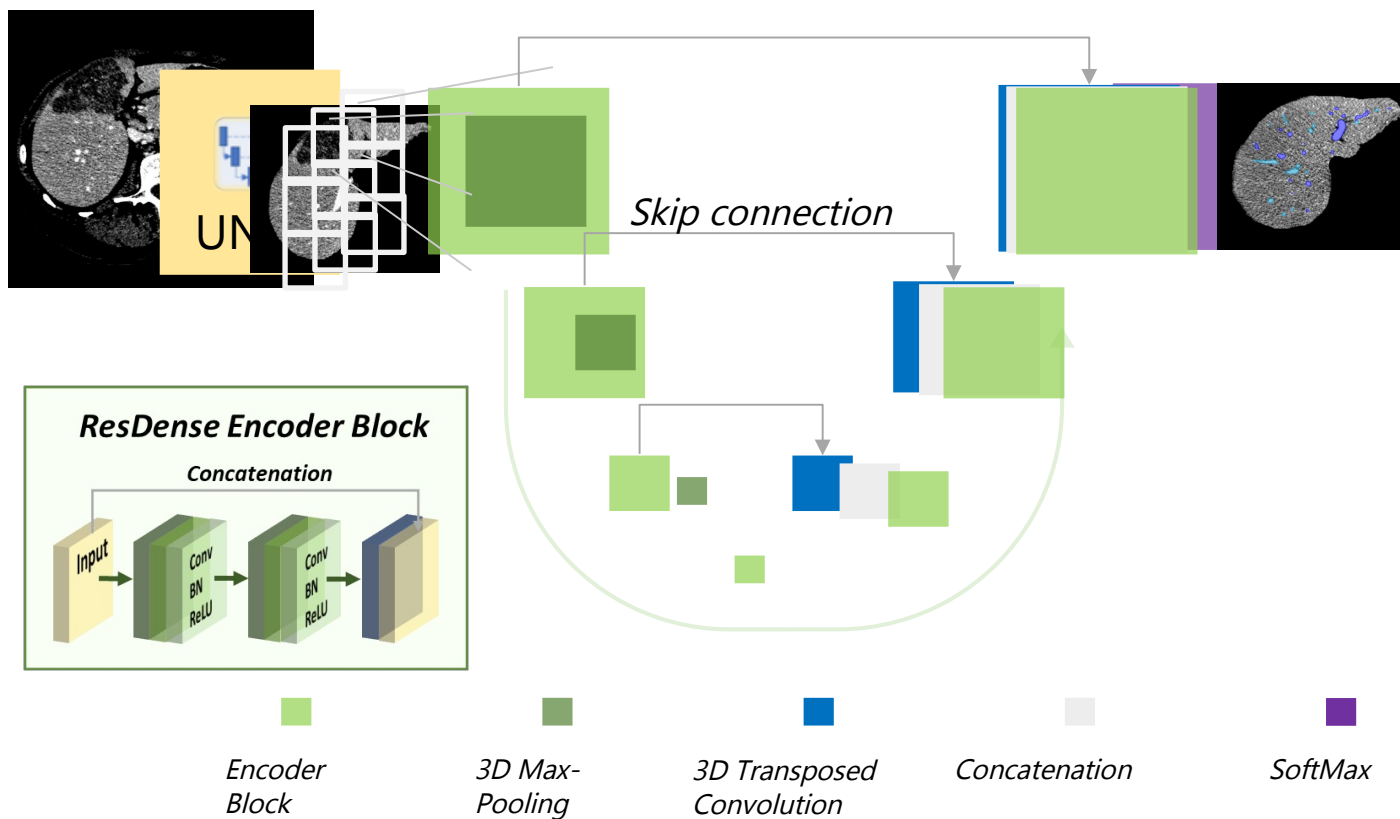 UN
Skip connection
ResDense Encoder Block
Concatenation
Input
Conv
BN
ReLU
Conv
BN
ReLU
Encoder
Block
3D Max-
Pooling
3D Transposed
Convolution
Concatenation
SoftMax